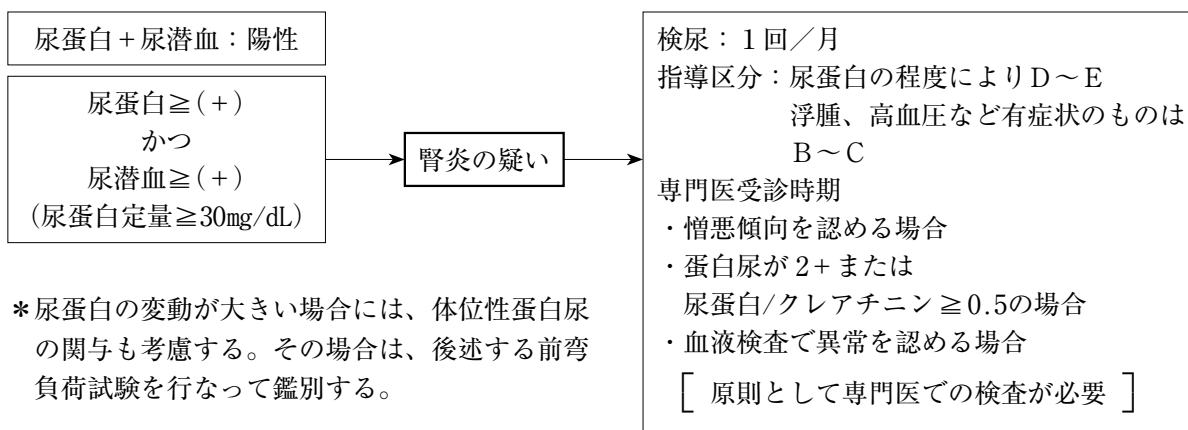 尿蛋白+尿潜血：陽性
尿蛋白≧(+)
かつ
尿潜血≧(+)
(尿蛋白定量≧30mg/dL)
腎炎の疑い
検尿：１回／月
指導区分：尿蛋白の程度によりＤ～Ｅ
浮腫、高血圧など有症状のものは
Ｂ～Ｃ
専門医受診時期
・憎悪傾向を認める場合
・蛋白尿が 2+ または
尿蛋白/クレアチニン ≧0.5の場合
・血液検査で異常を認める場合
[ 原則として専門医での検査が必要 ]
＊尿蛋白の変動が大きい場合には、体位性蛋白尿
の関与も考慮する。その場合は、後述する前弯
負荷試験を行なって鑑別する。